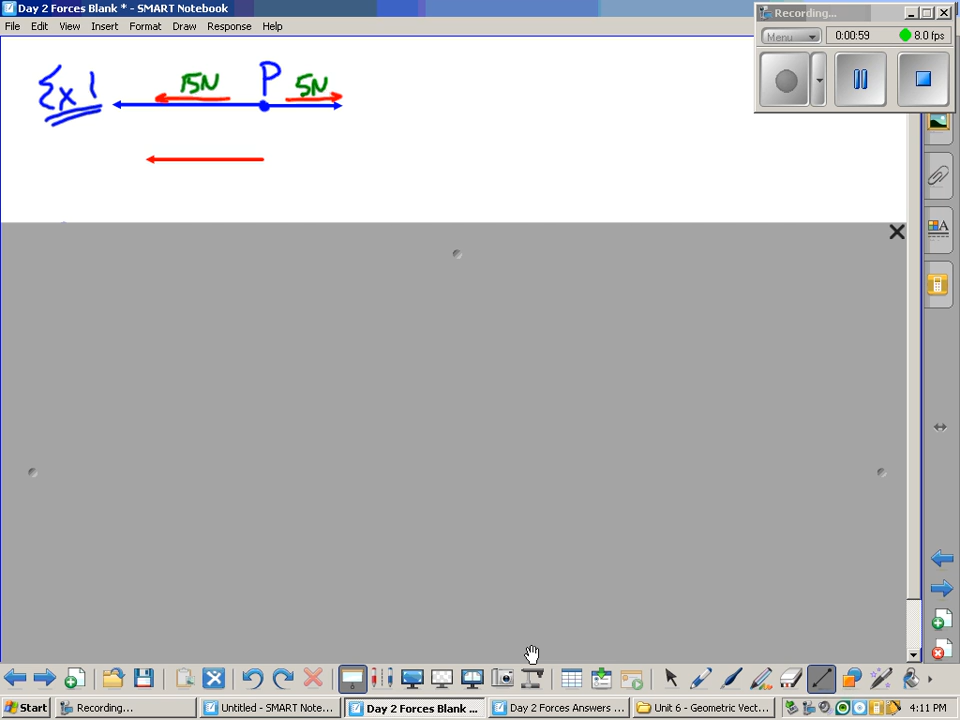 Day 2 Forces Blank * - SMART Notebook
File Edit View Insert Format Draw Response Help
Recording...
Menu 0:00:59 8.0 fps
Ex 1 15N P 5N
Start Recording... Untitled - SMART Note... Day 2 Forces Blank ... Day 2 Forces Answers ... Unit 6 - Geometric Vect... 4:11 PM